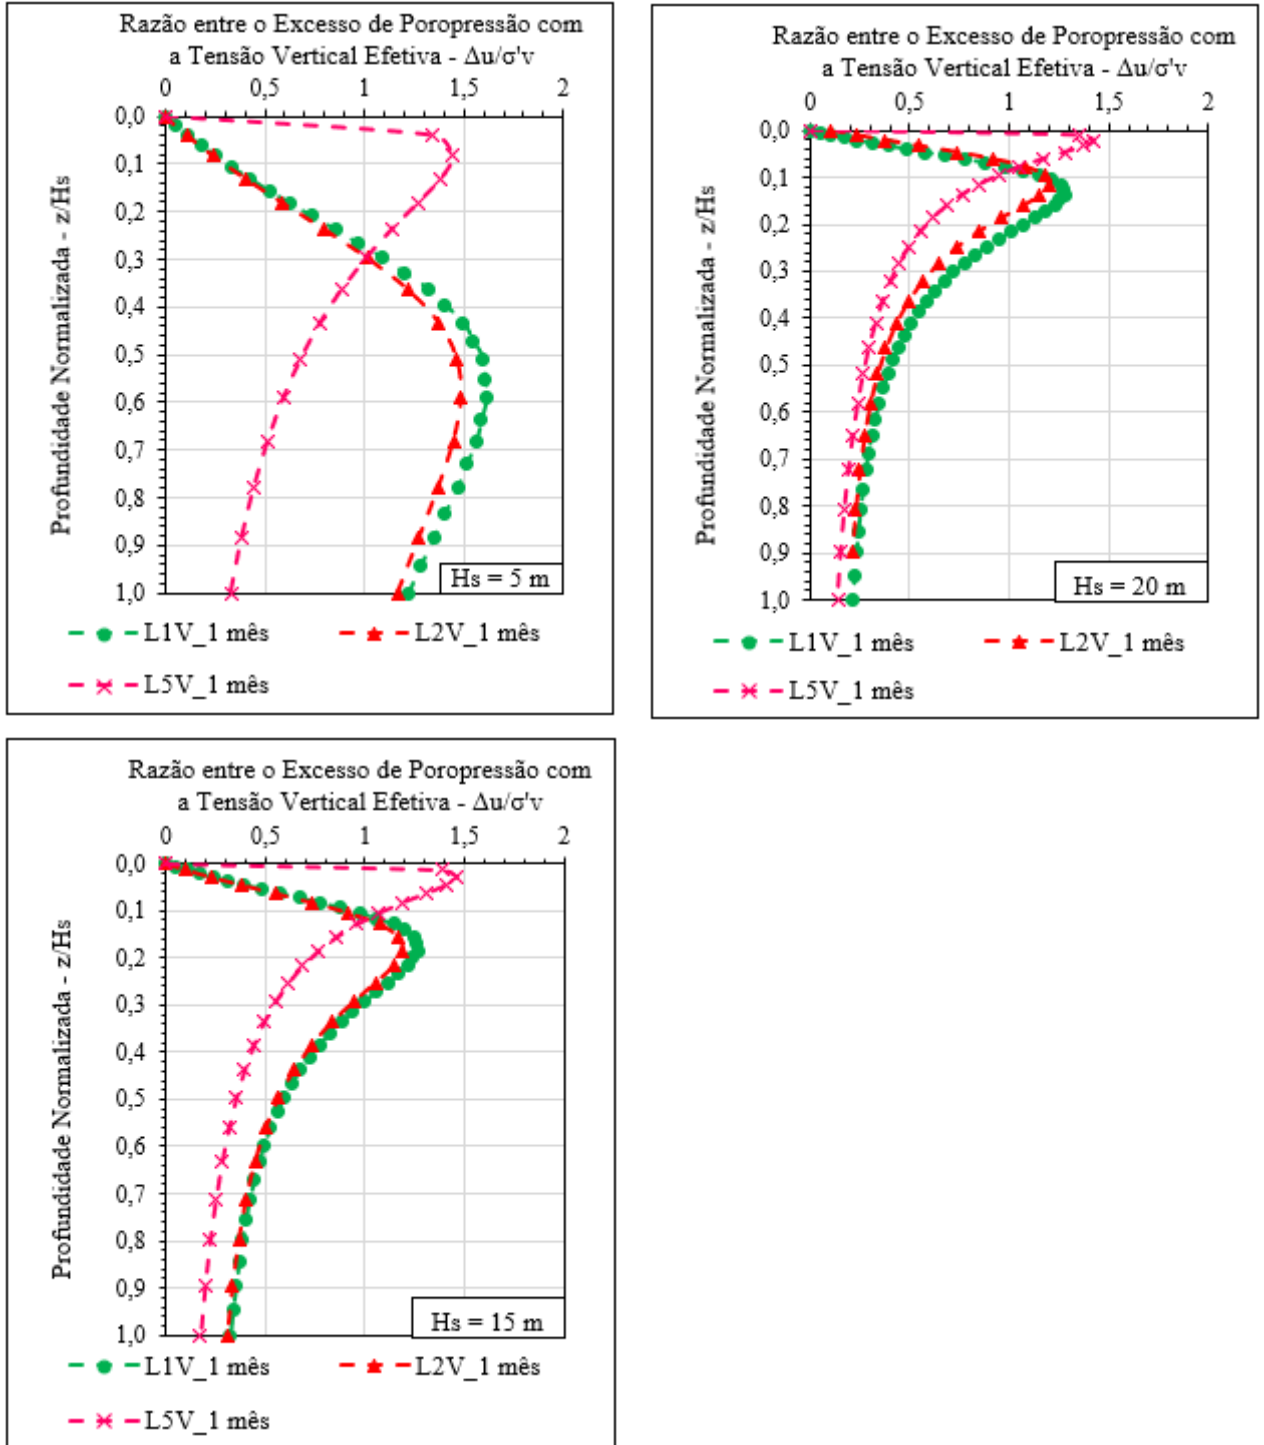 Razão entre o Excesso de Poropressão com
a Tensão Vertical Efetiva - Δu/σ'v
0 0,5 1 1,5 2
0,0
0,1
0,2
0,3
0,4
0,5
0,6
0,7
0,8
0,9
1,0
Profundidade Normalizada - z/Hs
Hs = 5 m
L1V_1 mês L2V_1 mês
L5V_1 mês
Razão entre o Excesso de Poropressão com
a Tensão Vertical Efetiva - Δu/σ'v
0 0,5 1 1,5 2
0,0
0,1
0,2
0,3
0,4
0,5
0,6
0,7
0,8
0,9
1,0
Profundidade Normalizada - z/Hs
Hs = 20 m
L1V_1 mês L2V_1 mês
L5V_1 mês
Razão entre o Excesso de Poropressão com
a Tensão Vertical Efetiva - Δu/σ'v
0 0,5 1 1,5 2
0,0
0,1
0,2
0,3
0,4
0,5
0,6
0,7
0,8
0,9
1,0
Profundidade Normalizada - z/Hs
Hs = 15 m
L1V_1 mês L2V_1 mês
L5V_1 mês